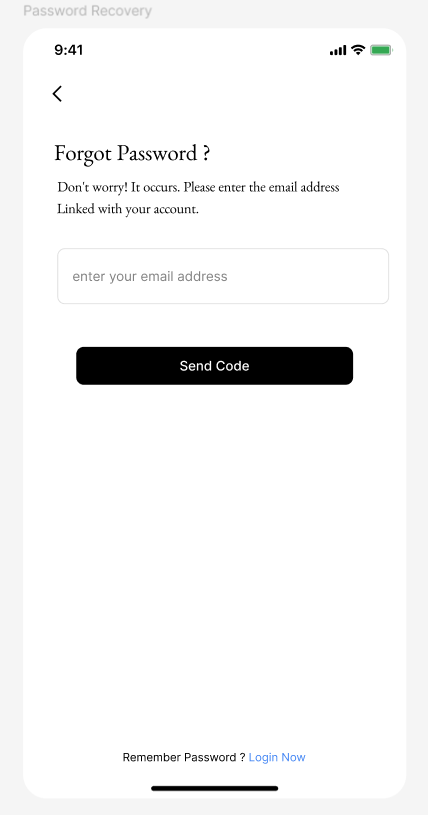 Password Recovery
9:41
Forgot Password ?
Don't worry! It occurs. Please enter the email address
Linked with your account.
enter your email address
Send Code
Remember Password ? Login Now